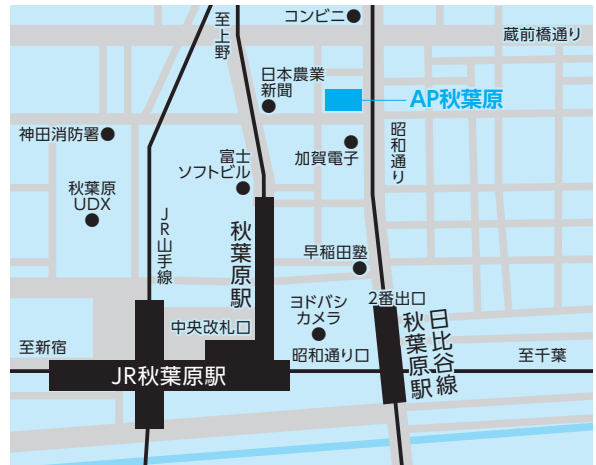 コンビニ
蔵前橋通り
至上野
日本農業
新聞
AP秋葉原
神田消防署
昭和通り
加賀電子
富士
ソフトビル
秋葉原
UDX
JR山手線
秋葉原駅
早稲田塾
2番出口
ヨドバシ
カメラ
中央改札口
日比谷線
秋葉原駅
至新宿
昭和通り口
至千葉
JR秋葉原駅